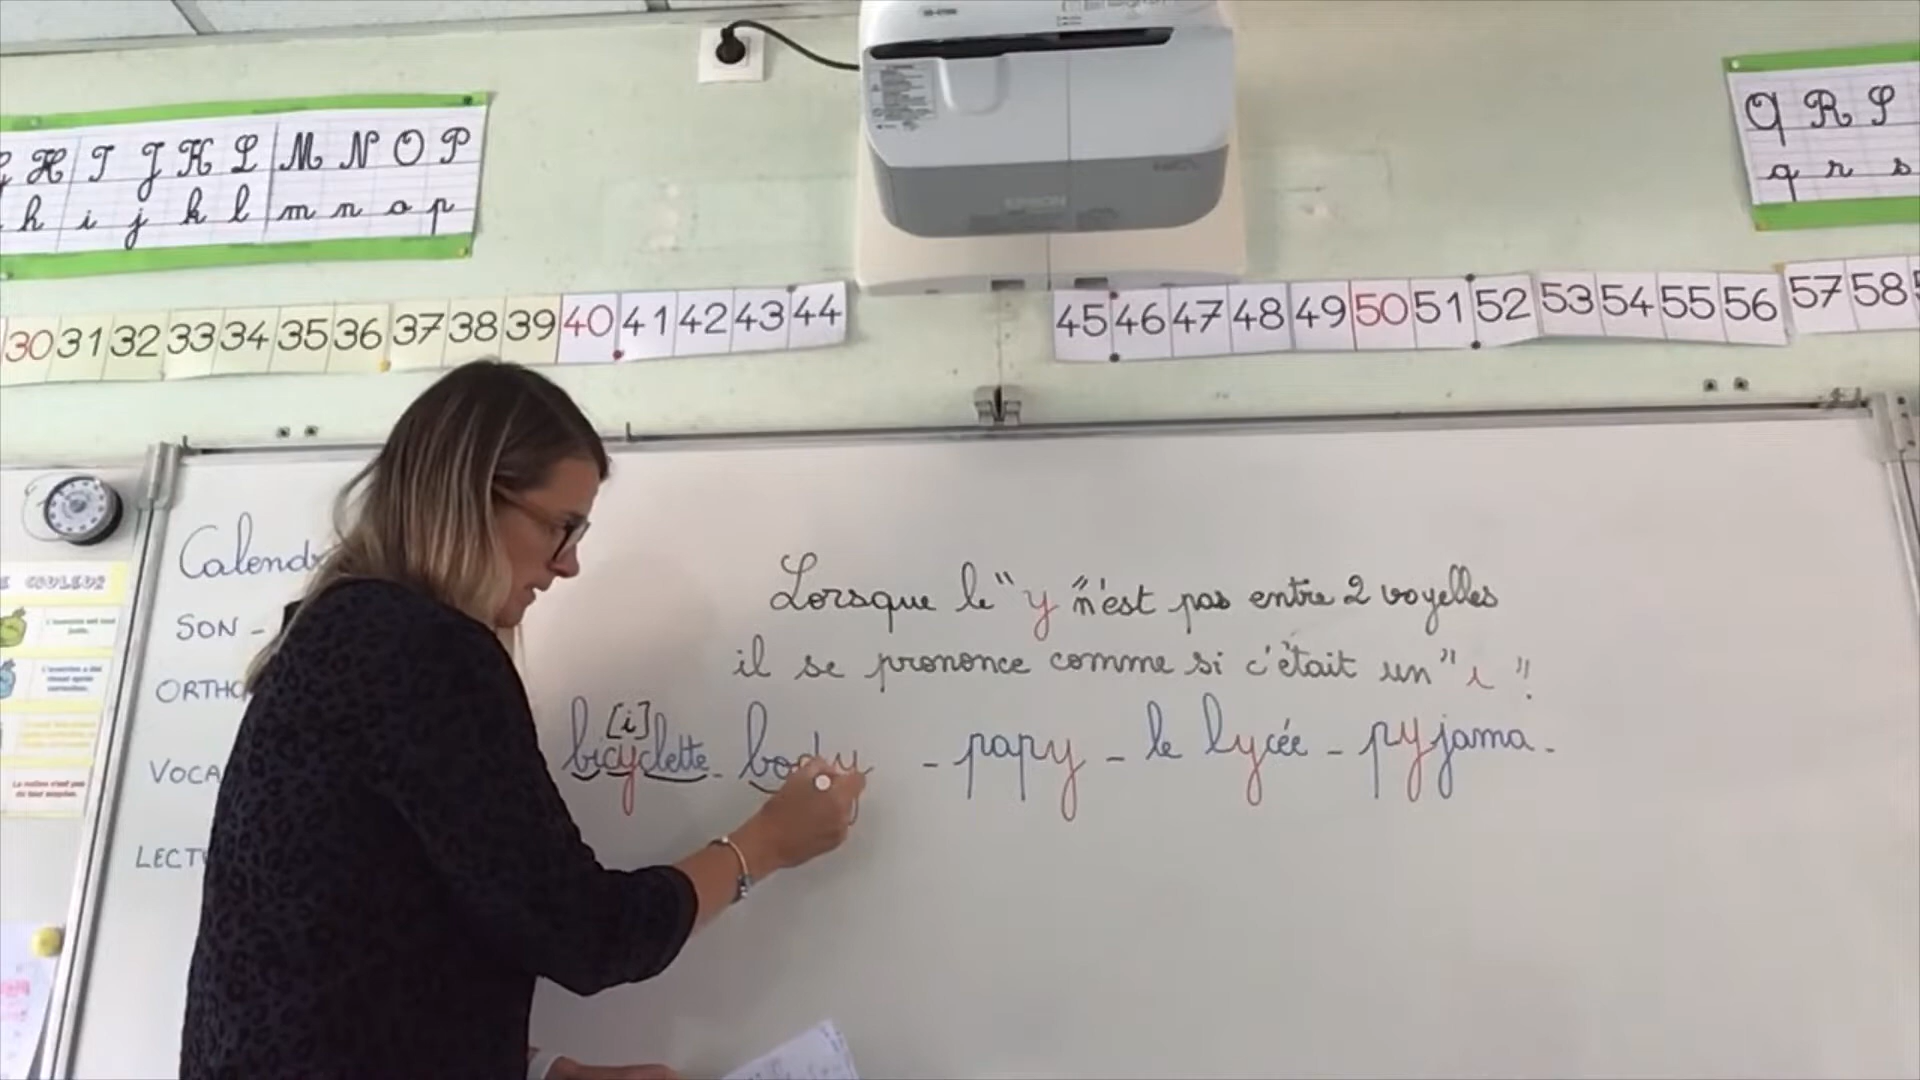 H I J K L M N O P
h i j k l m n o p
Q R S
q r s
30 31 32 33 34 35 36 37 38 39 40 41 42 43 44
45 46 47 48 49 50 51 52 53 54 55 56 57 58
EPSON
Calend
SON -
ORTHO
VOCA
LECTU
Lorsque le "y" n'est pas entre 2 voyelles
il se prononce comme si c'était un "i"!
[i]
bicyclette - body - papy - le lycée - pyjama -